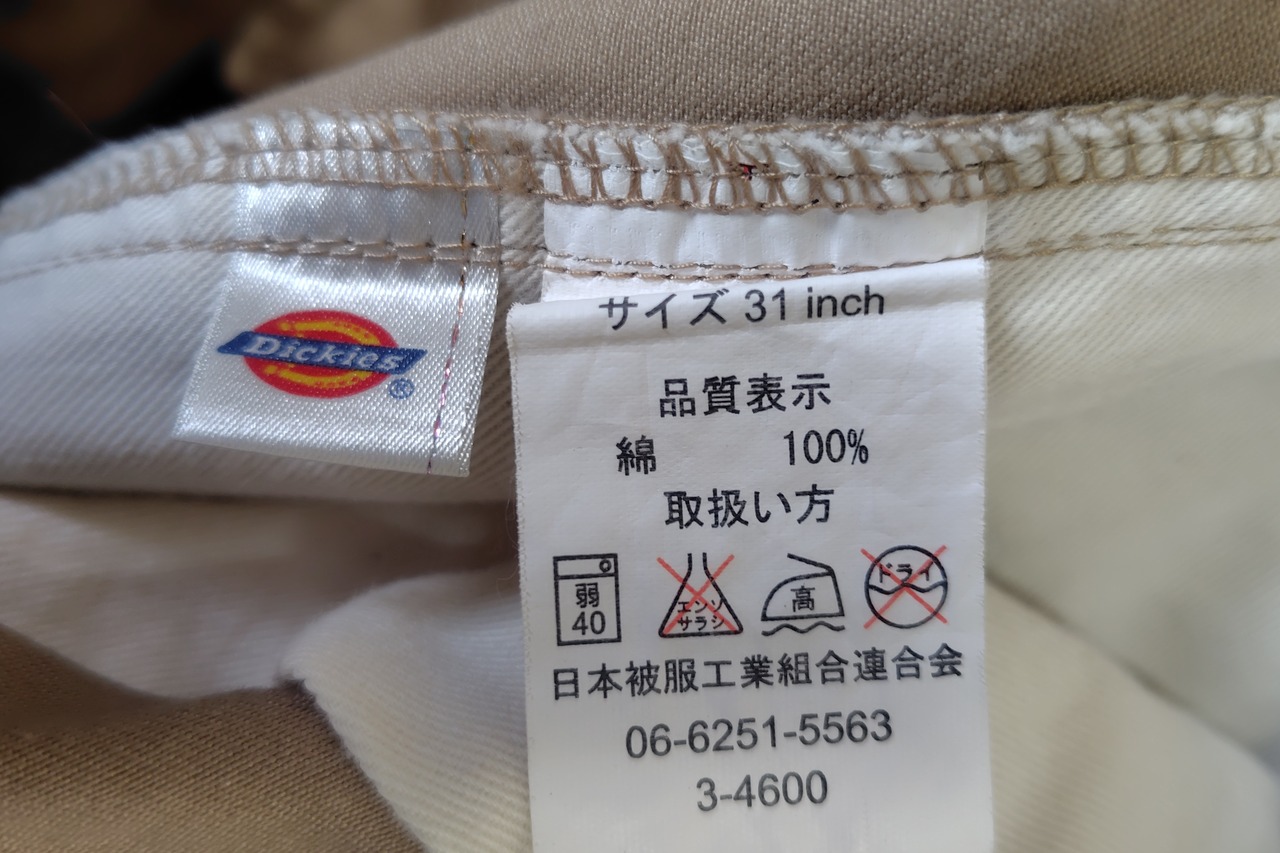 Dickies®
サイズ 31 inch
品質表示
綿 100%
取扱い方
弱
40
エンソ
サラシ
高
ドライ
日本被服工業組合連合会
06-6251-5563
3-4600